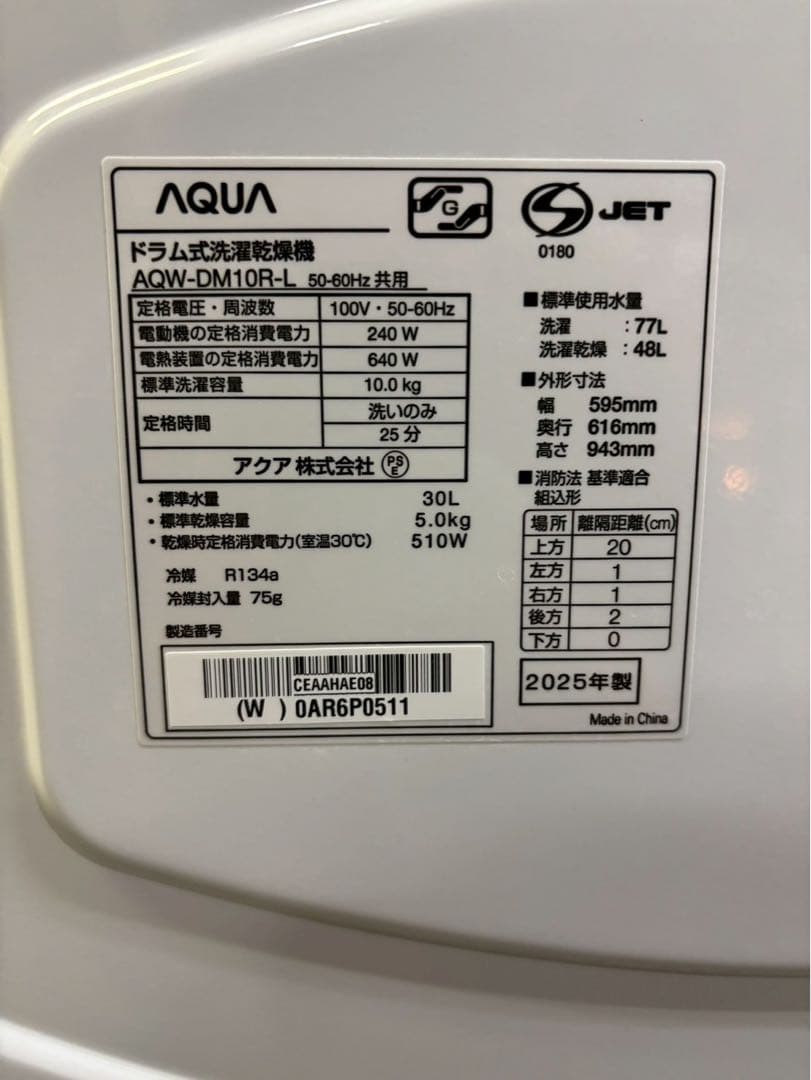 AQUA
G
S JET
0180
ドラム式洗濯乾燥機
AQW-DM10R-L 50-60Hz 共用
定格電圧・周波数 100V・50-60Hz
電動機の定格消費電力 240 W
電熱装置の定格消費電力 640 W
標準洗濯容量 10.0 kg
定格時間 洗いのみ
25 分
アクア 株式会社 PSE
・標準水量 30L
・標準乾燥容量 5.0kg
・乾燥時定格消費電力(室温30℃) 510W
冷媒 R134a
冷媒封入量 75g
製造番号
CEAAHAE08
(W ) 0AR6P0511
■標準使用水量
洗濯 :77L
洗濯乾燥 :48L
■外形寸法
幅 595mm
奥行 616mm
高さ 943mm
■消防法 基準適合
組込形
場所 離隔距離(cm)
上方 20
左方 1
右方 1
後方 2
下方 0
2025年製
Made in China